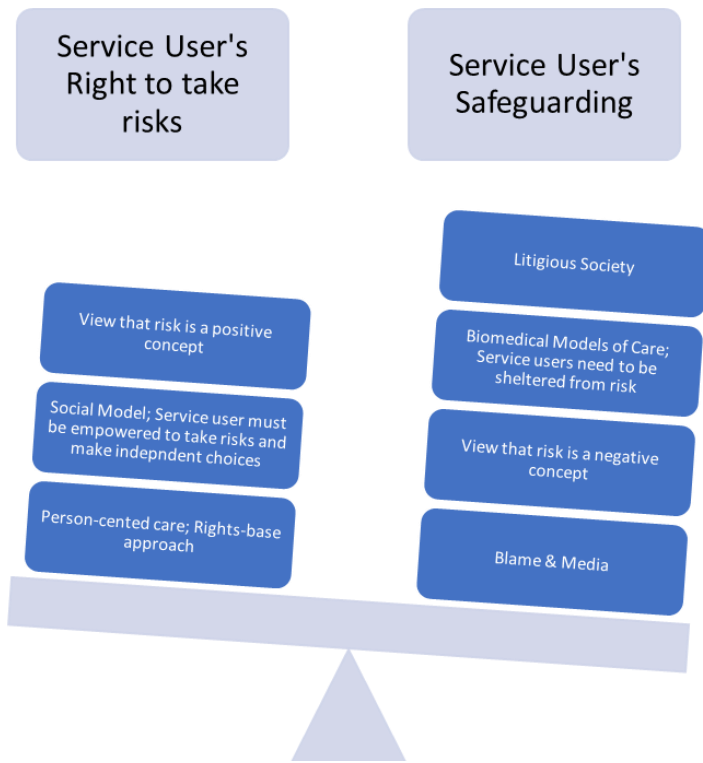 Service User's
Right to take
risks
Service User's
Safeguarding
View that risk is a positive
concept
Social Model; Service user must
be empowered to take risks and
make indepndent choices
Person-cented care; Rights-base
approach
Litigious Society
Biomedical Models of Care;
Service users need to be
sheltered from risk
View that risk is a negative
concept
Blame & Media